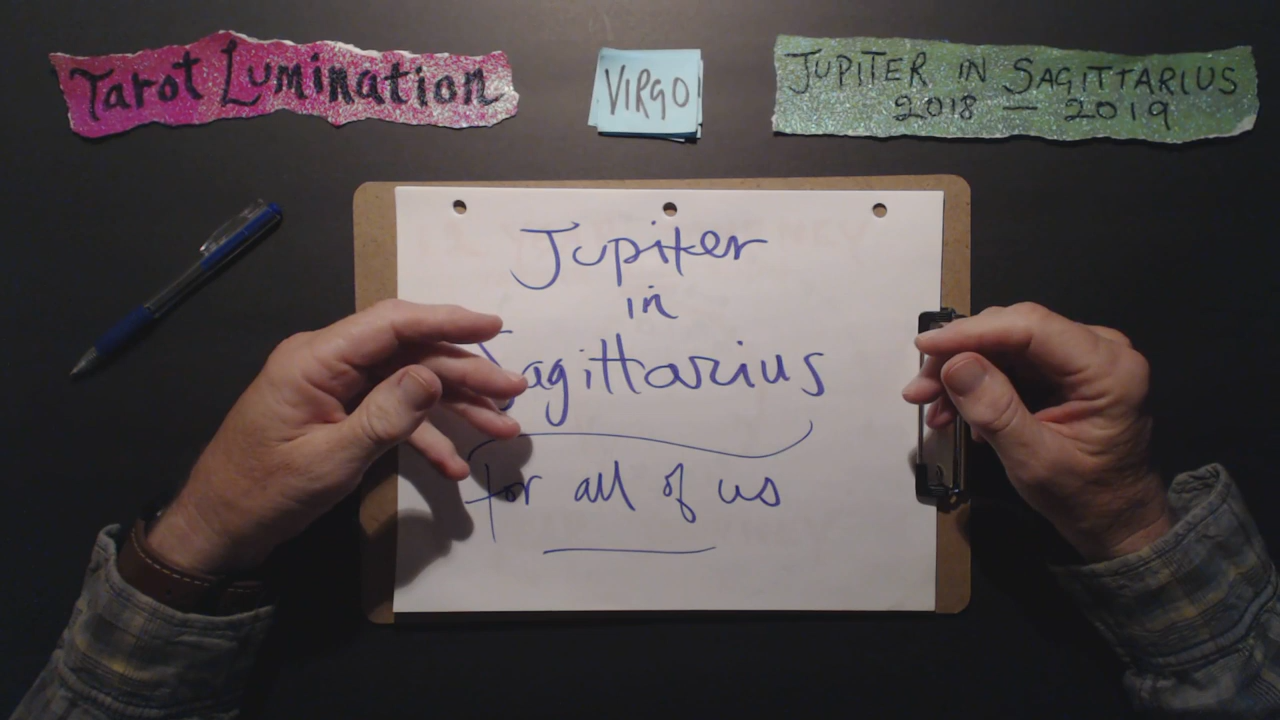 Tarot Lumination
VIRGO
JUPITER IN SAGITTARIUS
2018 — 2019
Jupiter
in
Sagittarius
for all of us